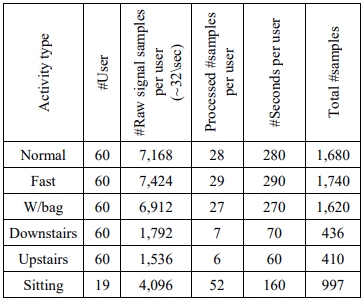 Activity type #User #Raw signal samples per user (~32\sec) Processed #samples per user #Seconds per user Total #samples
Normal 60 7,168 28 280 1,680
Fast 60 7,424 29 290 1,740
W/bag 60 6,912 27 270 1,620
Downstairs 60 1,792 7 70 436
Upstairs 60 1,536 6 60 410
Sitting 19 4,096 52 160 997